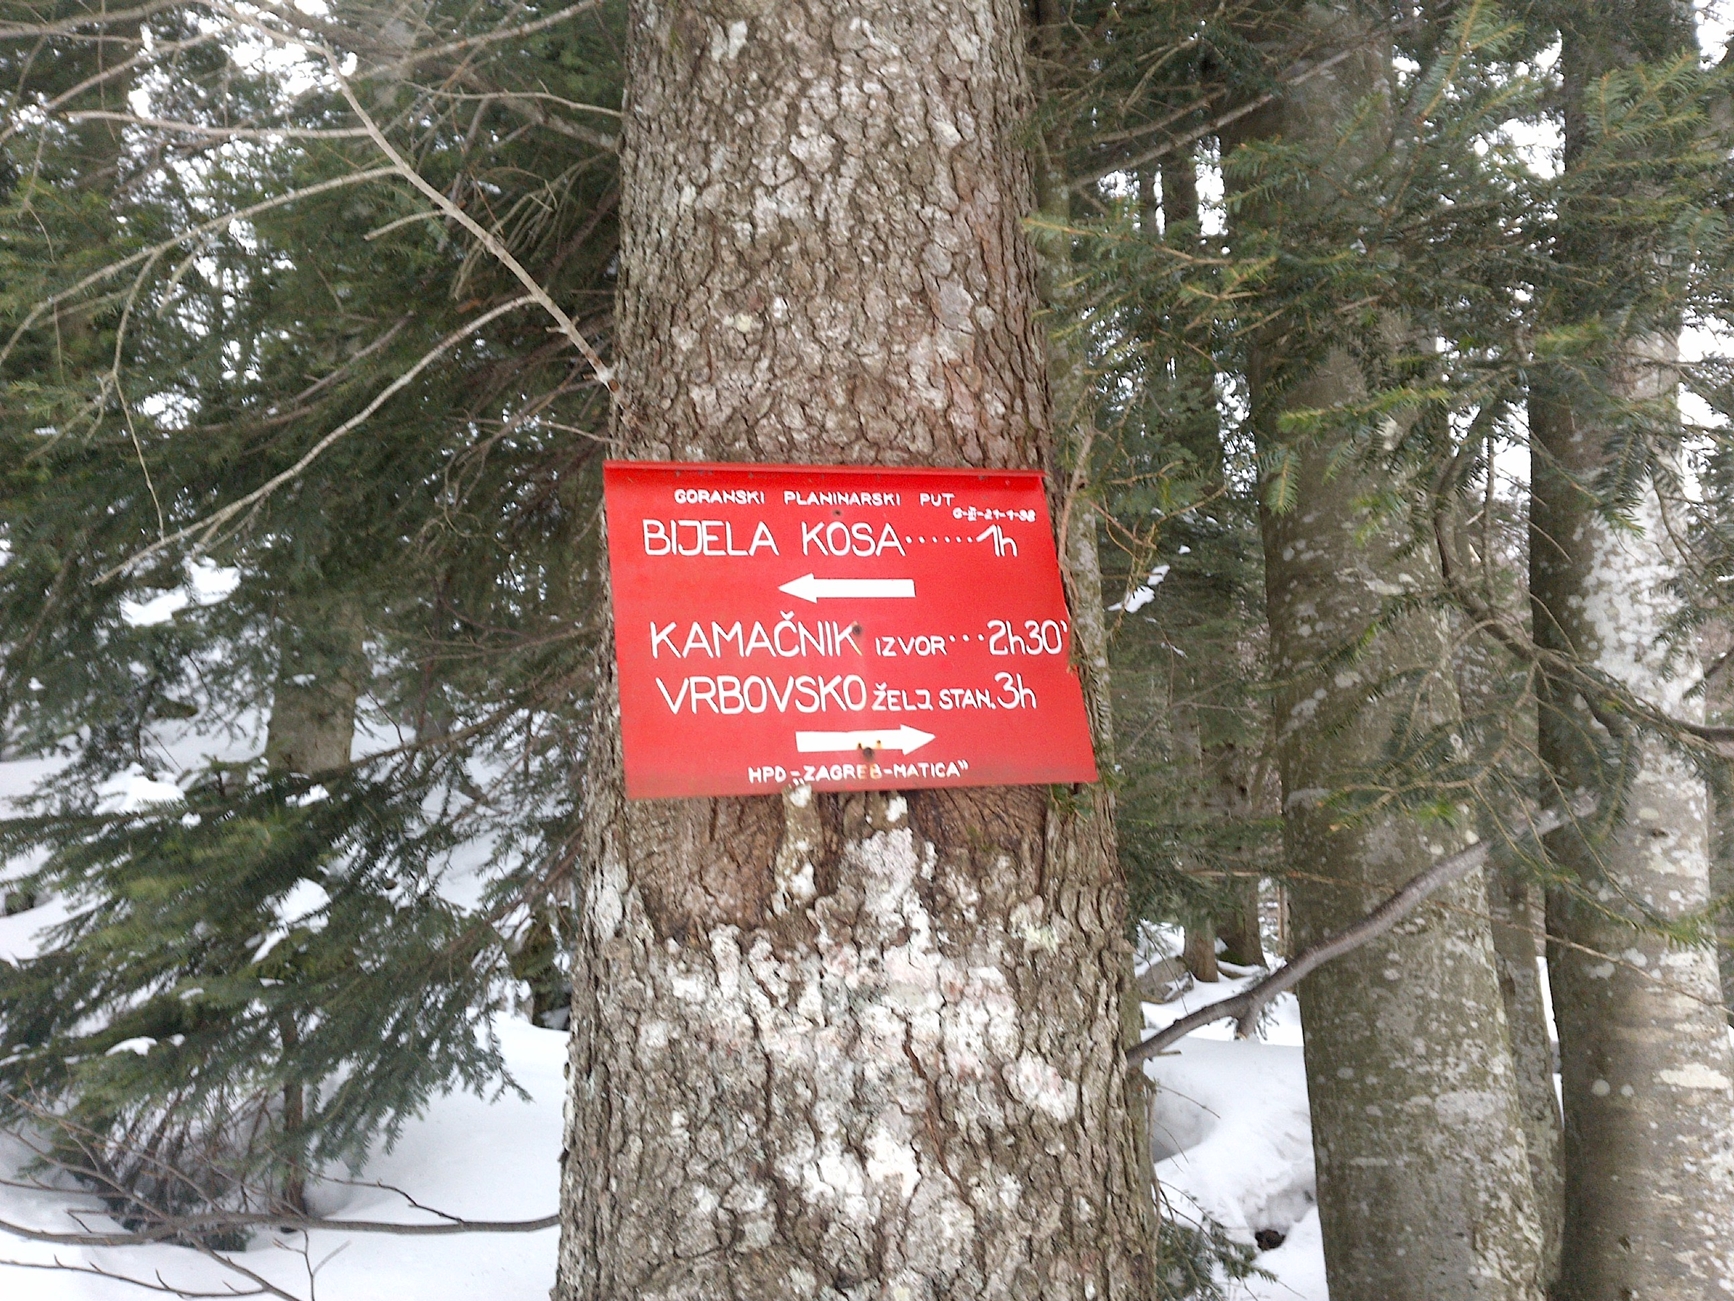 GORANSKI PLANINARSKI PUT
BIJELA KOSA······1h
KAMAČNIK IZVOR···2h30'
VRBOVSKO ŽELJ STAN. 3h
HPD-"ZAGREB-MATICA"